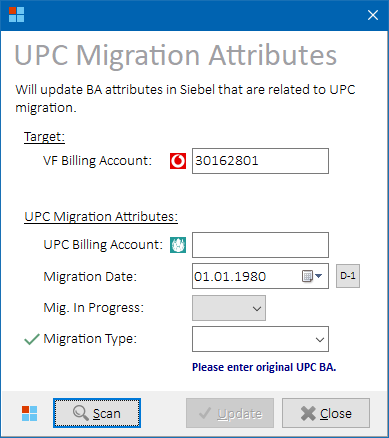 UPC Migration Attributes
Will update BA attributes in Siebel that are related to UPC
migration.
Target:
VF Billing Account: 30162801
UPC Migration Attributes:
UPC Billing Account:
Migration Date: 01.01.1980 D-1
Mig. In Progress:
Migration Type:
Please enter original UPC BA.
Scan Update Close